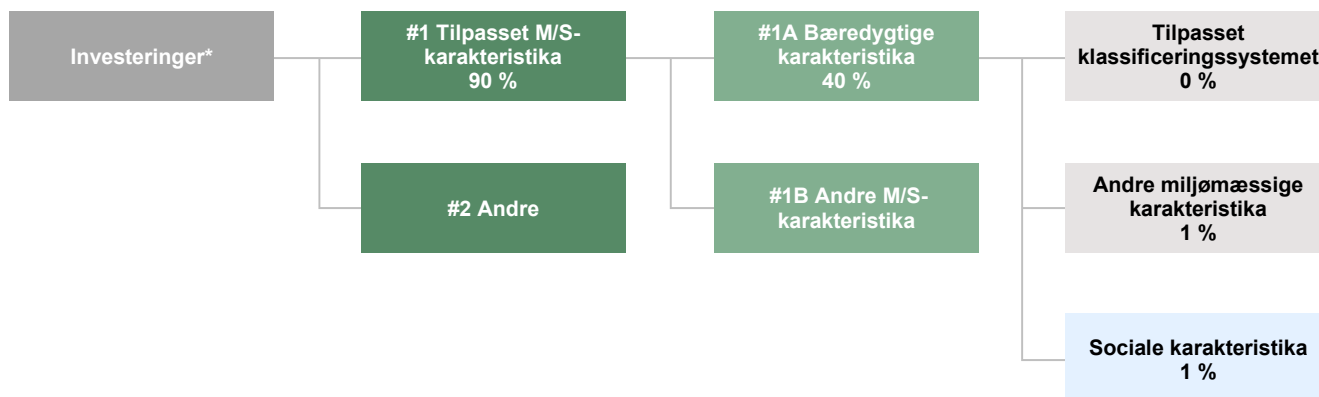 Investeringer*
#1 Tilpasset M/S-
karakteristika
90 %
#1A Bæredygtige
karakteristika
40 %
Tilpasset
klassificeringssystemet
0 %
#2 Andre
#1B Andre M/S-
karakteristika
Andre miljømæssige
karakteristika
1 %
Sociale karakteristika
1 %